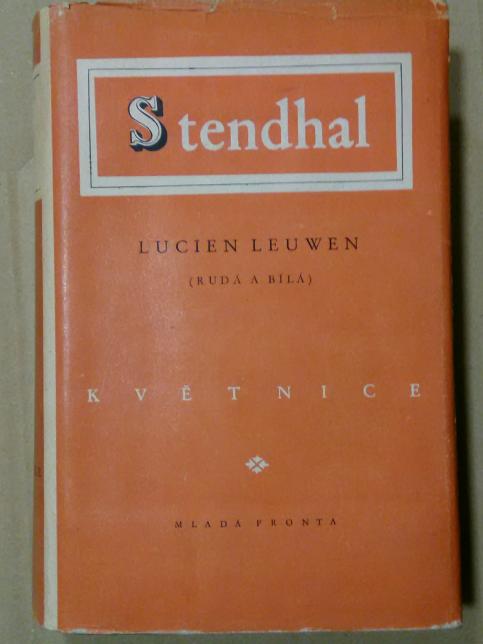 Stendhal
LUCIEN LEUWEN
(RUDÁ A BÍLÁ)
KVĚTNICE
MLADÁ FRONTA